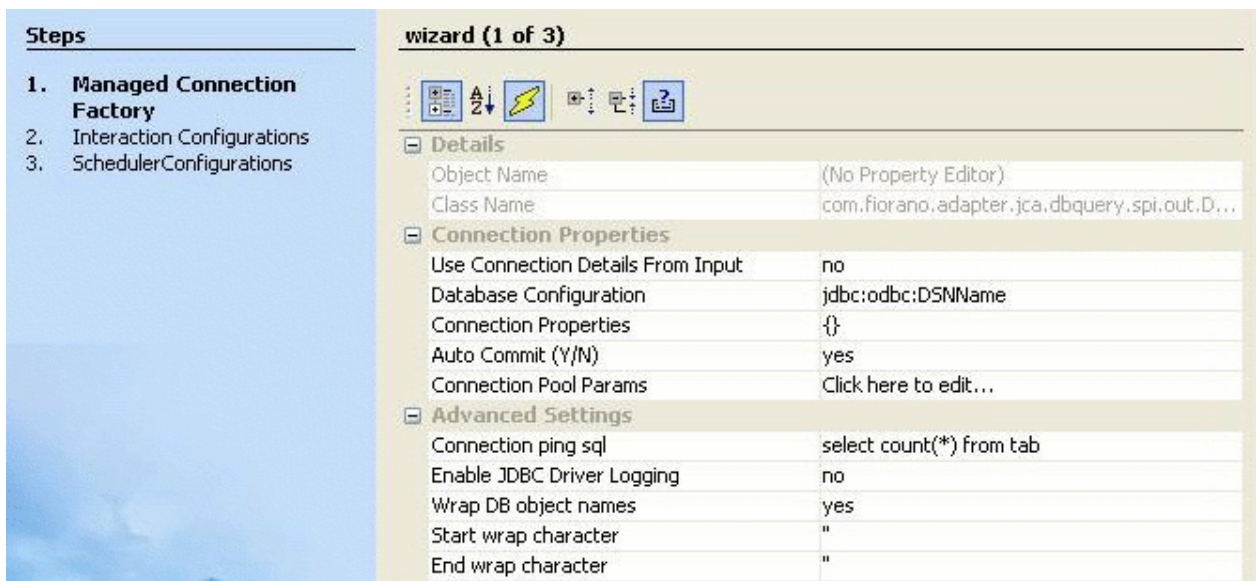 Steps
1. Managed Connection
Factory
2. Interaction Configurations
3. SchedulerConfigurations
wizard (1 of 3)
Details
Object Name (No Property Editor)
Class Name com.fiorano.adapter.jca.dbquery.spi.out.D...
Connection Properties
Use Connection Details From Input no
Database Configuration jdbc:odbc:DSNName
Connection Properties {}
Auto Commit (Y/N) yes
Connection Pool Params Click here to edit...
Advanced Settings
Connection ping sql select count(*) from tab
Enable JDBC Driver Logging no
Wrap DB object names yes
Start wrap character "
End wrap character "